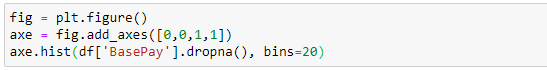 fig = plt.figure()
axe = fig.add_axes([0,0,1,1])
axe.hist(df['BasePay'].dropna(), bins=20)